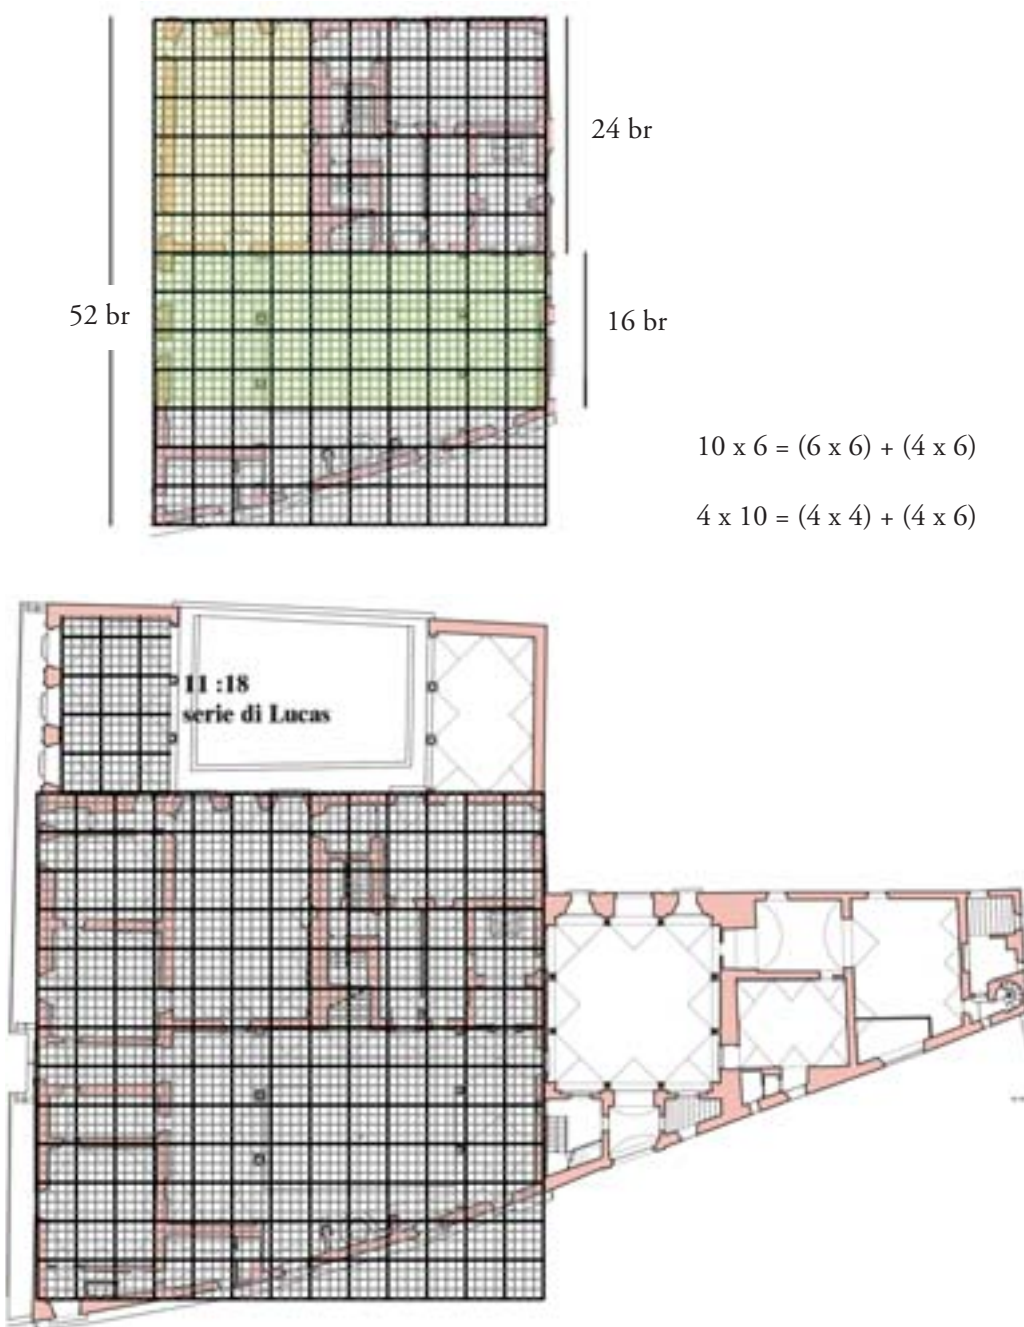 24 br
52 br
16 br
10 x 6 = (6 x 6) + (4 x 6)
4 x 10 = (4 x 4) + (4 x 6)
11 :18
serie di Lucas